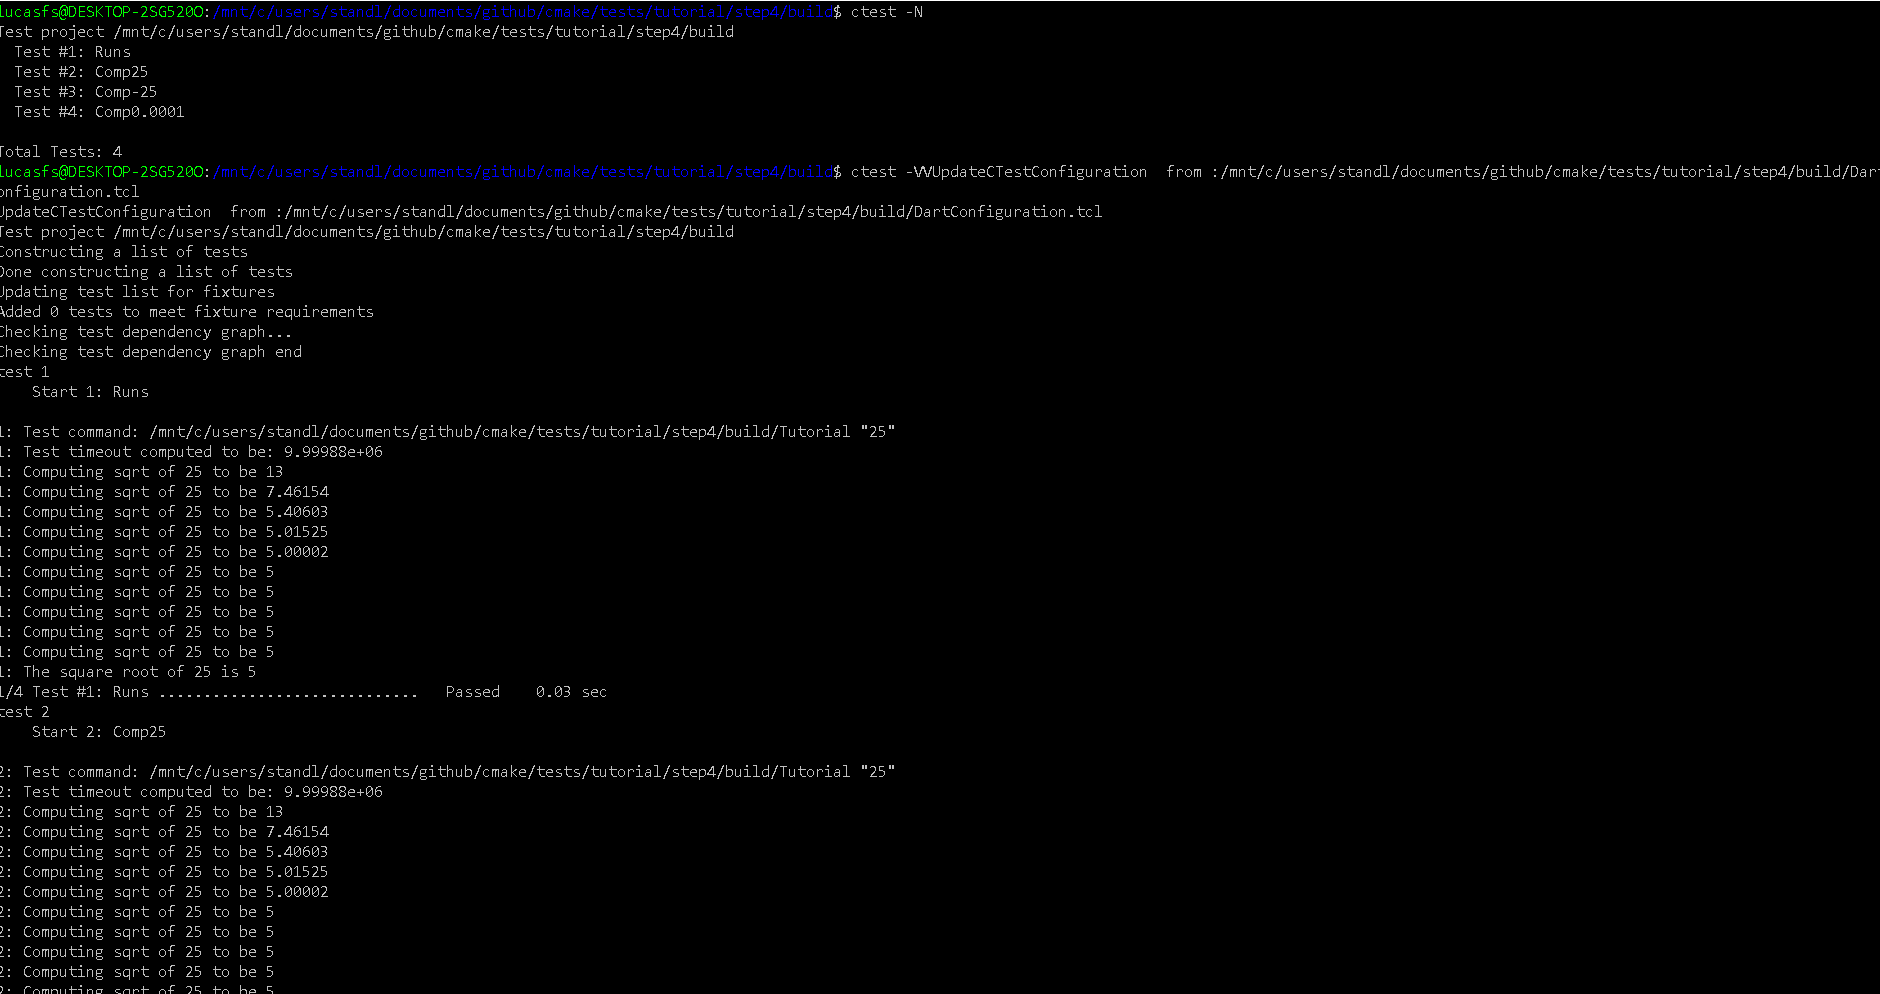 lucasfs@DESKTOP-2SG520O:/mnt/c/users/standl/documents/github/cmake/tests/tutorial/step4/build$ ctest -N
Test project /mnt/c/users/standl/documents/github/cmake/tests/tutorial/step4/build
  Test #1: Runs
  Test #2: Comp25
  Test #3: Comp-25
  Test #4: Comp0.0001
Total Tests: 4
lucasfs@DESKTOP-2SG520O:/mnt/c/users/standl/documents/github/cmake/tests/tutorial/step4/build$ ctest -VVUpdateCTestConfiguration  from :/mnt/c/users/standl/documents/github/cmake/tests/tutorial/step4/build/DartC
onfiguration.tcl
UpdateCTestConfiguration  from :/mnt/c/users/standl/documents/github/cmake/tests/tutorial/step4/build/DartConfiguration.tcl
Test project /mnt/c/users/standl/documents/github/cmake/tests/tutorial/step4/build
Constructing a list of tests
Done constructing a list of tests
Updating test list for fixtures
Added 0 tests to meet fixture requirements
Checking test dependency graph...
Checking test dependency graph end
test 1
    Start 1: Runs
1: Test command: /mnt/c/users/standl/documents/github/cmake/tests/tutorial/step4/build/Tutorial "25"
1: Test timeout computed to be: 9.99988e+06
1: Computing sqrt of 25 to be 13
1: Computing sqrt of 25 to be 7.46154
1: Computing sqrt of 25 to be 5.40603
1: Computing sqrt of 25 to be 5.01525
1: Computing sqrt of 25 to be 5.00002
1: Computing sqrt of 25 to be 5
1: Computing sqrt of 25 to be 5
1: Computing sqrt of 25 to be 5
1: Computing sqrt of 25 to be 5
1: Computing sqrt of 25 to be 5
1: The square root of 25 is 5
1/4 Test #1: Runs .............................   Passed    0.03 sec
test 2
    Start 2: Comp25
2: Test command: /mnt/c/users/standl/documents/github/cmake/tests/tutorial/step4/build/Tutorial "25"
2: Test timeout computed to be: 9.99988e+06
2: Computing sqrt of 25 to be 13
2: Computing sqrt of 25 to be 7.46154
2: Computing sqrt of 25 to be 5.40603
2: Computing sqrt of 25 to be 5.01525
2: Computing sqrt of 25 to be 5.00002
2: Computing sqrt of 25 to be 5
2: Computing sqrt of 25 to be 5
2: Computing sqrt of 25 to be 5
2: Computing sqrt of 25 to be 5
2: Computing sqrt of 25 to be 5